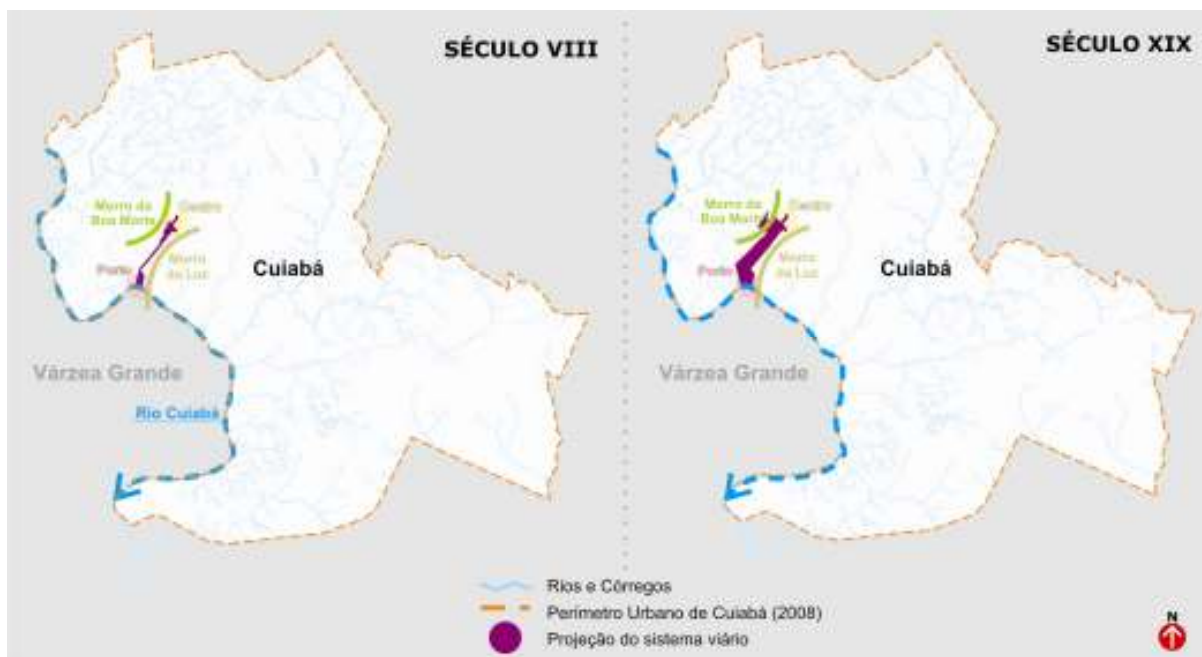 SÉCULO VIII
Morro da
Boa Morte
Centro
Porto
Morro
da Luz
Cuiabá
Várzea Grande
Rio Cuiabá
SÉCULO XIX
Morro da
Boa Morte
Centro
Porto
Morro
da Luz
Cuiabá
Várzea Grande
Rios e Córregos
Perímetro Urbano de Cuiabá (2008)
Projeção do sistema viário
N